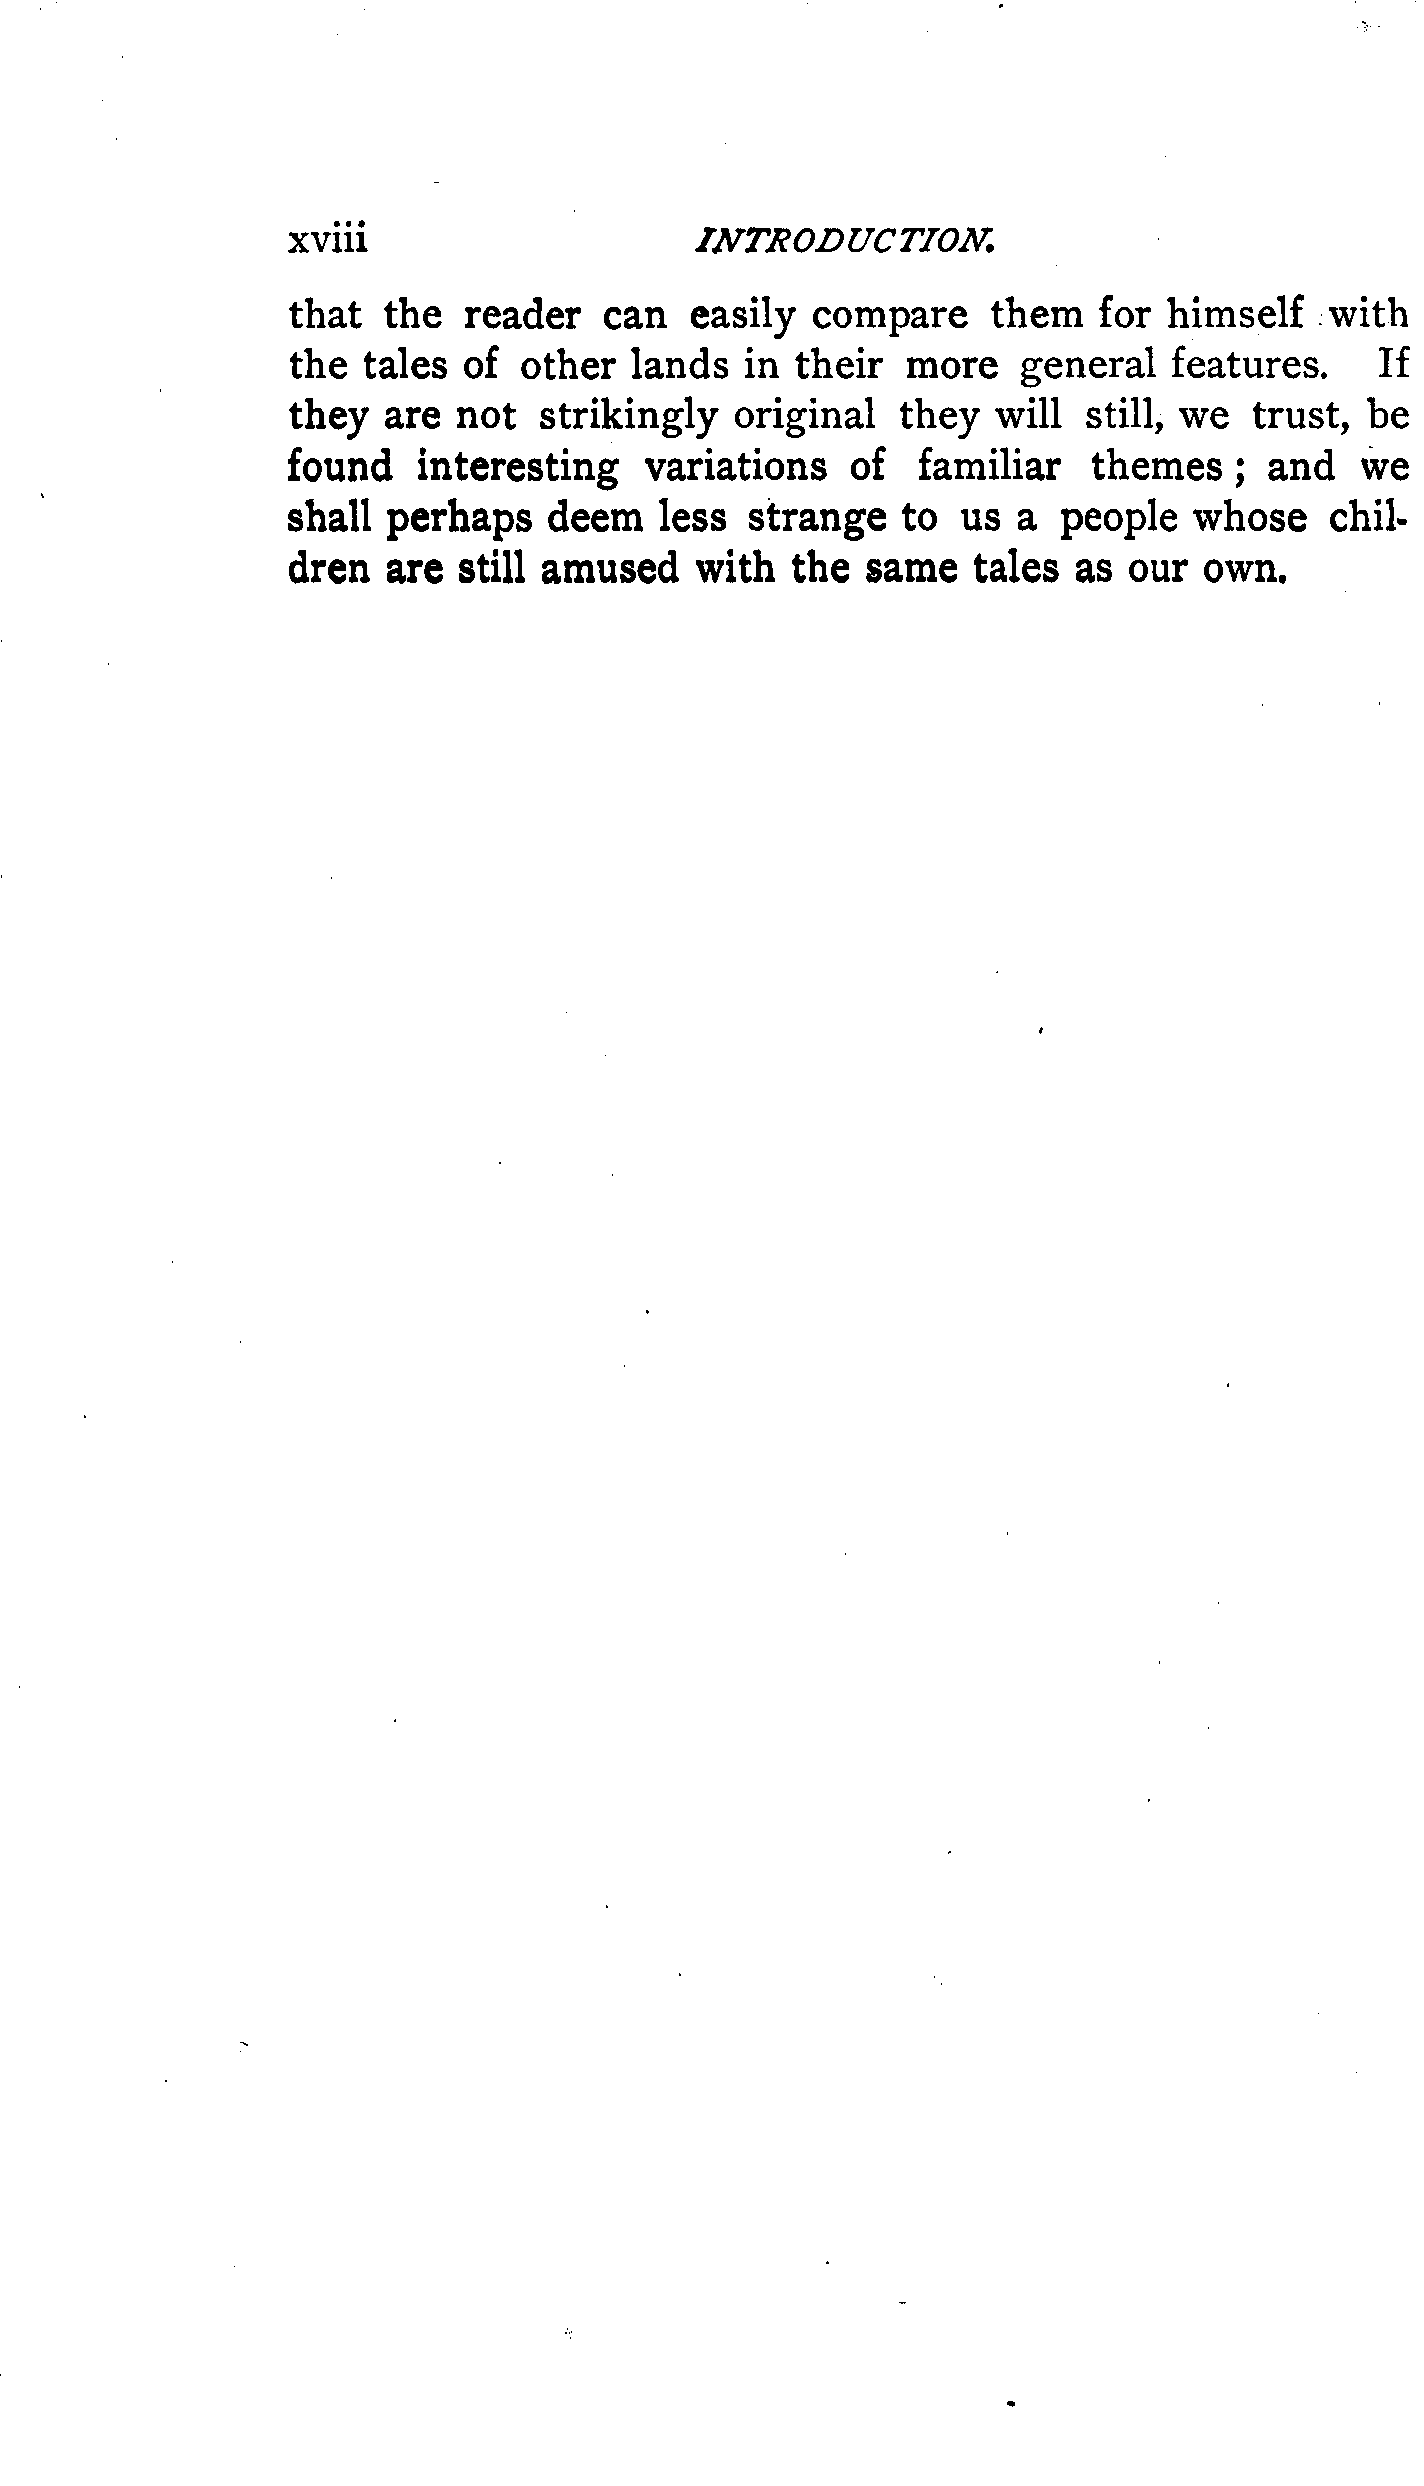 xviii INTRODUCTION.
that the reader can easily compare them for himself with
the tales of other lands in their more general features. If
they are not strikingly original they will still, we trust, be
found interesting variations of familiar themes ; and we
shall perhaps deem less strange to us a people whose chil-
dren are still amused with the same tales as our own.